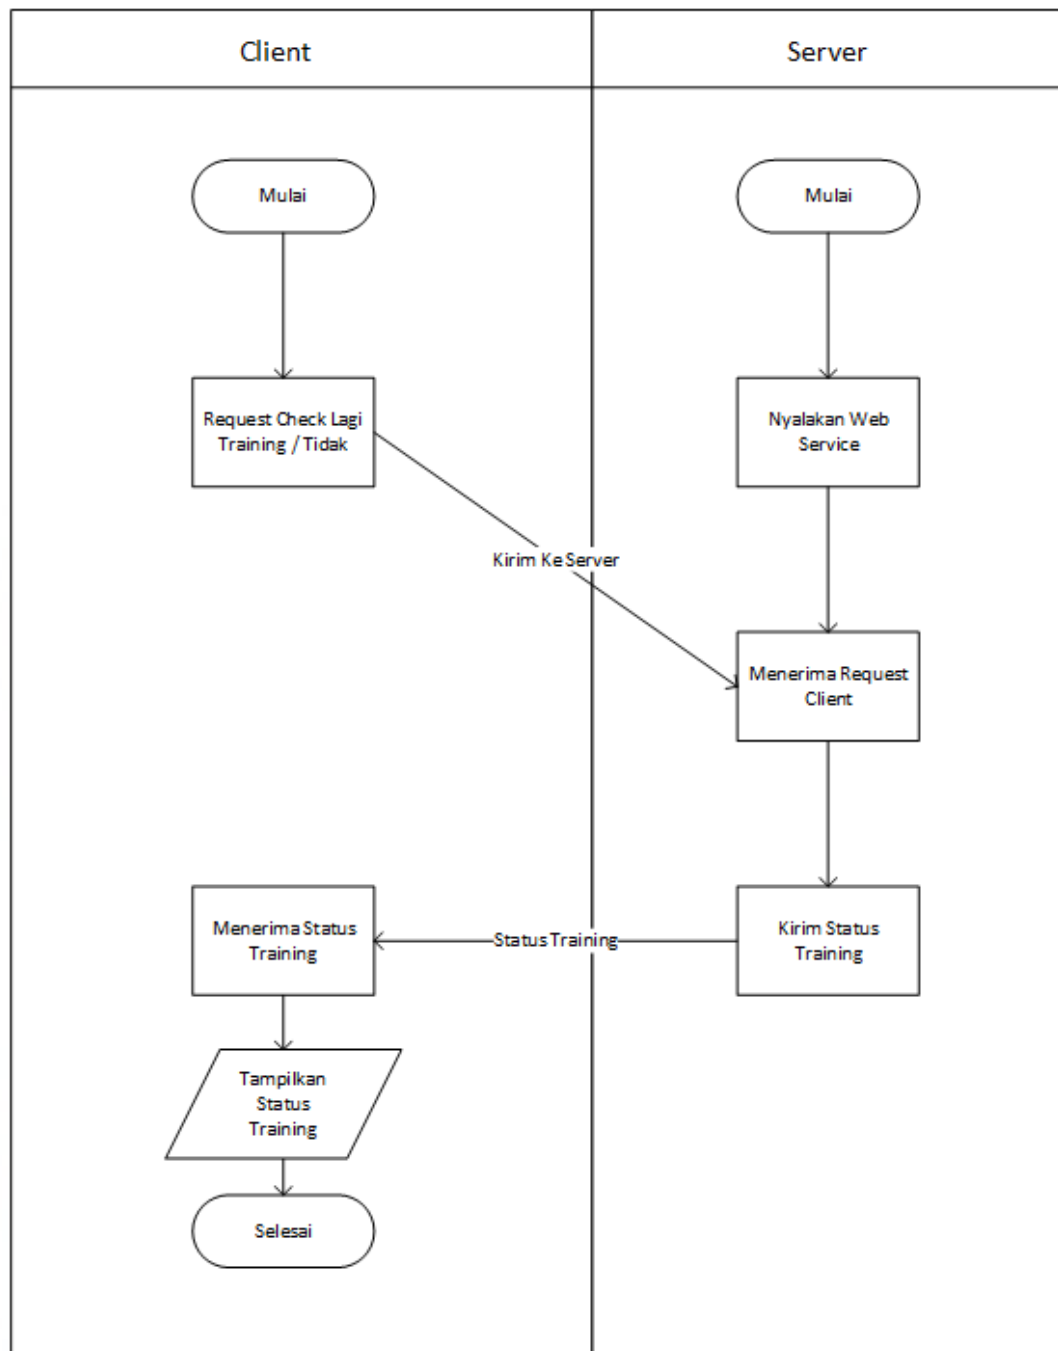 Client
Server
Mulai
Mulai
Request Check Lagi
Training / Tidak
Nyalakan Web
Service
Kirim Ke Server
Menerima Request
Client
Menerima Status
Training
Status Training
Kirim Status
Training
Tampilkan
Status
Training
Selesai